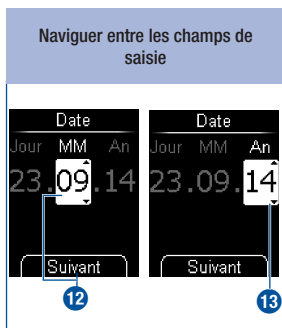 Naviguer entre les champs de
saisie
Date
Jour MM An
23.09.14
Suivant
12
Date
Jour MM An
23.09.14
Suivant
13